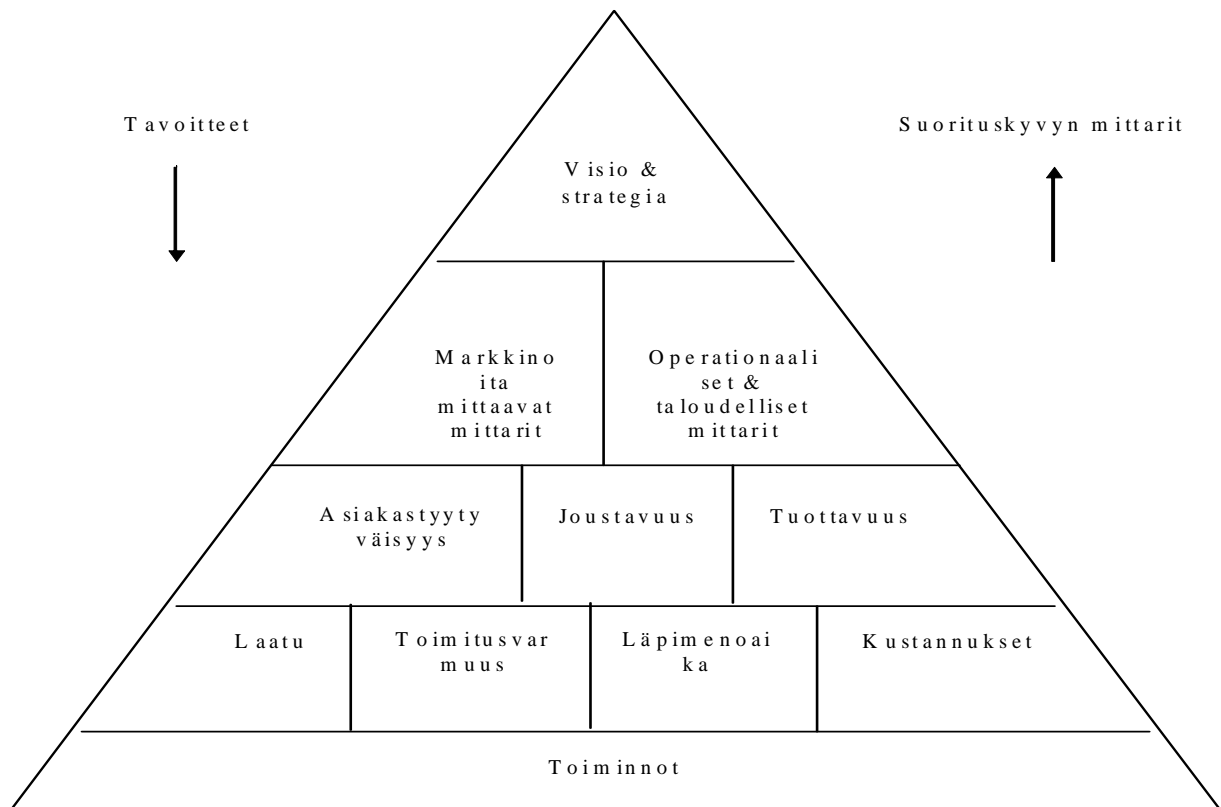 Tavoitteet
Suorituskyvyn mittarit
Visio &
strategia
Markkino
ita
mittaavat
mittarit
Operationaali
set &
taloudelliset
mittarit
Asiakastyyty
väisyys
Joustavuus
Tuottavuus
Laatu
Toimitusvar
muus
Läpimenoai
ka
Kustannukset
Toiminnot